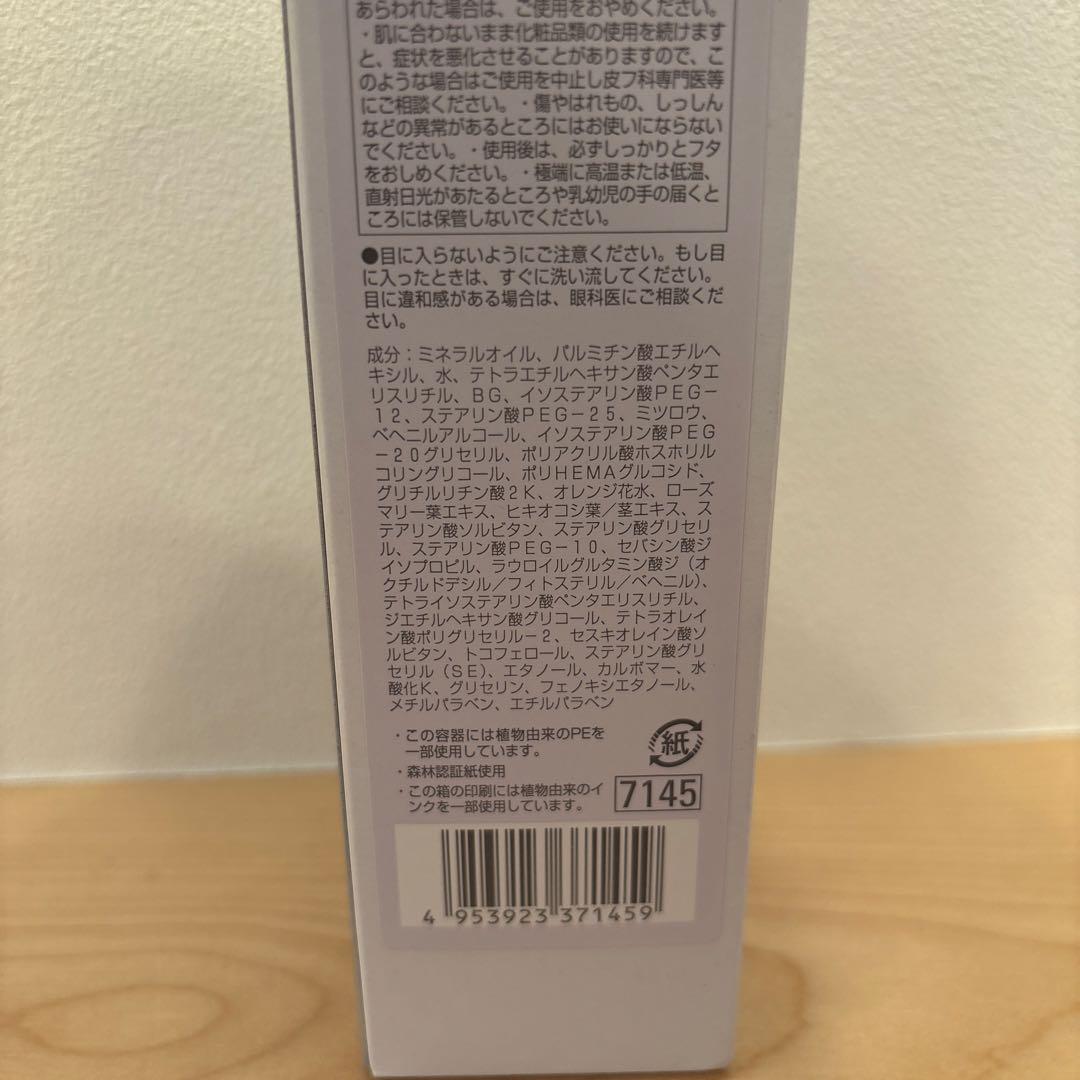 あらわれた場合は、ご使用をおやめください。
・肌に合わないまま化粧品類の使用を続けます
と、症状を悪化させることがありますので、こ
のような場合はご使用を中止し皮フ科専門医等
にご相談ください。・傷やはれもの、しっしん
などの異常があるところにはお使いにならない
でください。・使用後は、必ずしっかりとフタ
をおしめください。・極端に高温または低温、
直射日光があたるところや乳幼児の手の届くと
ころには保管しないでください。
●目に入らないようにご注意ください。もし目
に入ったときは、すぐに洗い流してください。
目に違和感がある場合は、眼科医にご相談くだ
さい。
成分：ミネラルオイル、パルミチン酸エチルヘ
キシル、水、テトラエチルヘキサン酸ペンタエ
リスリチル、BG、イソステアリン酸PEG－
12、ステアリン酸PEG－25、ミツロウ、
ベヘニルアルコール、イソステアリン酸PEG
－20グリセリル、ポリアクリル酸ホスホリル
コリングリコール、ポリHEMAグルコシド、
グリチルリチン酸2K、オレンジ花水、ローズ
マリー葉エキス、ヒキオコシ葉／茎エキス、ス
テアリン酸ソルビタン、ステアリン酸グリセリ
ル、ステアリン酸PEG－10、セバシン酸ジ
イソプロピル、ラウロイルグルタミン酸ジ（オ
クチルドデシル／フィトステリル／ベヘニル）、
テトライソステアリン酸ペンタエリスリチル、
ジエチルヘキサン酸グリコール、テトラオレイ
ン酸ポリグリセリル－2、セスキオレイン酸ソ
ルビタン、トコフェロール、ステアリン酸グリ
セリル（SE）、エタノール、カルボマー、水
酸化K、グリセリン、フェノキシエタノール、
メチルパラベン、エチルパラベン
・この容器には植物由来のPEを
一部使用しています。
・森林認証紙使用
・この箱の印刷には植物由来のイ
ンクを一部使用しています。
紙
7145
4 953923 371459